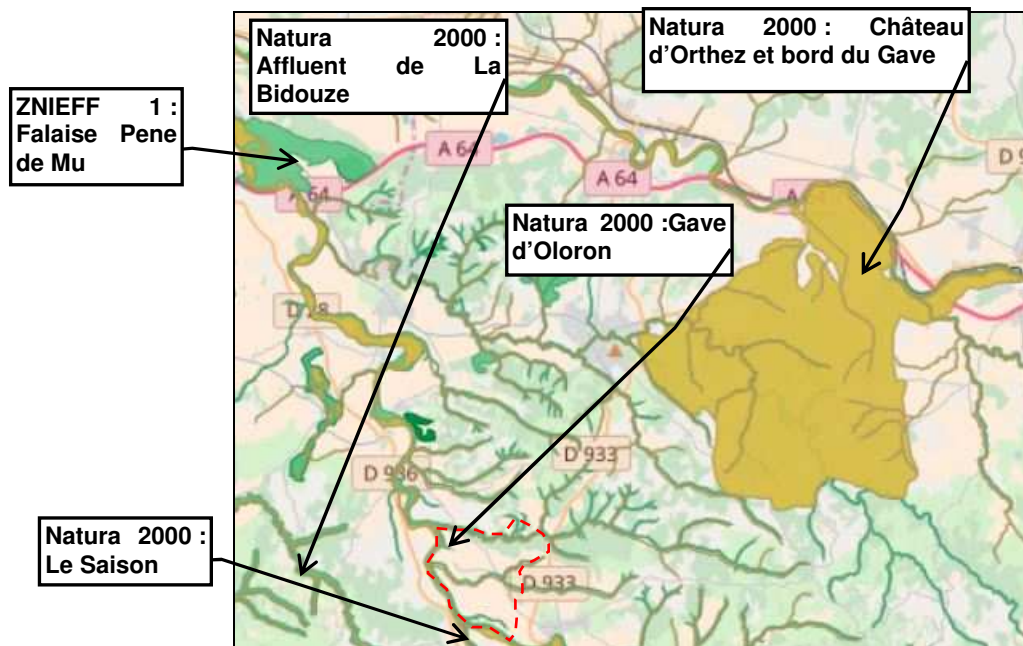 Natura 2000 :
Affluent de La
Bidouze
Natura 2000 : Château
d'Orthez et bord du Gave
ZNIEFF 1 :
Falaise Pene
de Mu
A 64
A 64
A 64
A
D 9
Natura 2000 :Gave
d'Oloron
D 933
D 936
D 933
Natura 2000 :
Le Saison